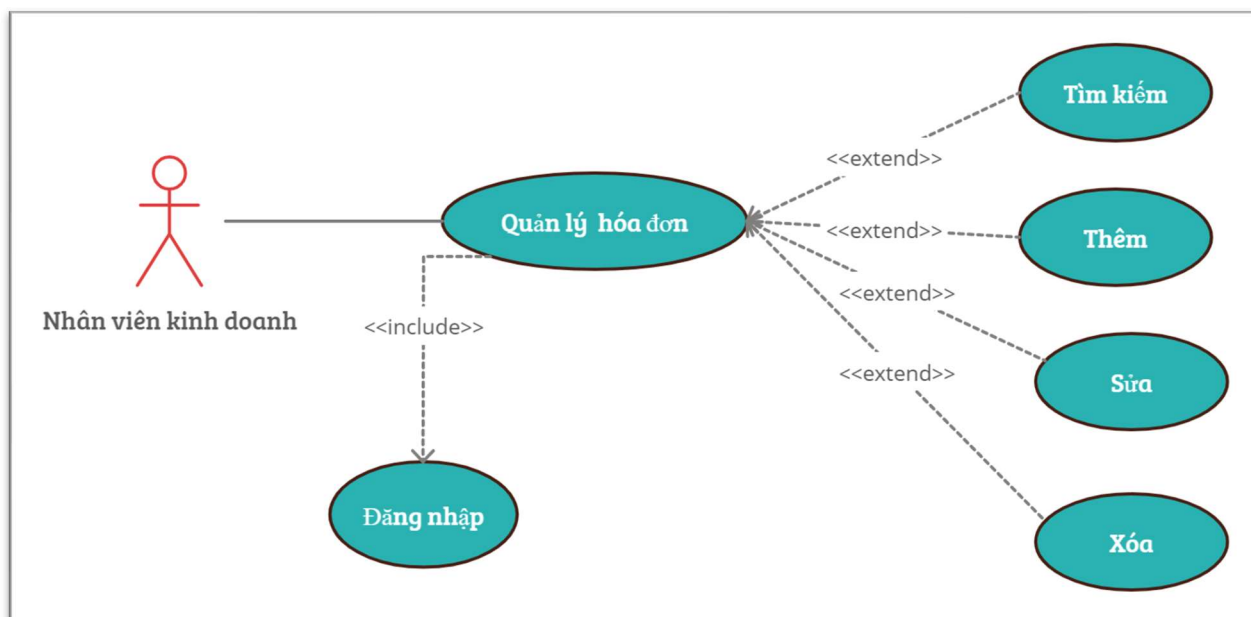 Tìm kiếm
<<extend>>
Quản lý hóa đơn
<<extend>>
Thêm
<<extend>>
Nhân viên kinh doanh
<<include>>
<<extend>>
Sửa
Đăng nhập
Xóa